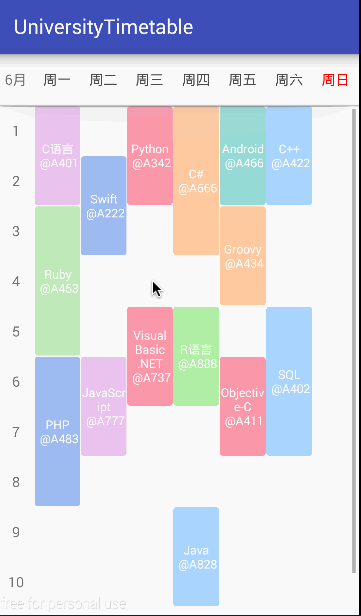 UniversityTimetable
6月 周一 周二 周三 周四 周五 周六 周日
1
2
3
4
5
6
7
8
9
10
C语言
@A401
Ruby
@A453
PHP
@A483
Swift
@A222
JavaScr
ipt
@A777
Python
@A342
Visual
Basic
.NET
@A737
C#
@A666
R语言
@A888
Java
@A828
Android
@A466
Groovy
@A434
Objectiv
e-C
@A411
C++
@A422
SQL
@A402
free for personal use